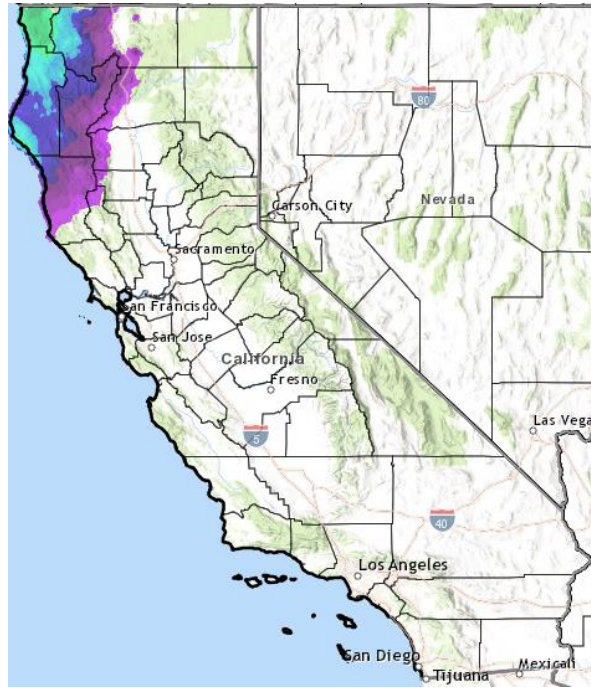 80
Carson City
Nevada
Sacramento
San Francisco
San Jose
California
Fresno
5
Las Vega
40
Los Angeles
San Diego
Tijuana
Mexicali